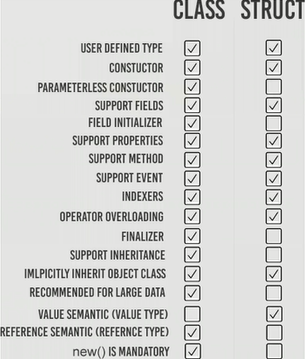 CLASS STRUCT
USER DEFINED TYPE
CONSTUCTOR
PARAMETERLESS CONSTUCTOR
SUPPORT FIELDS
FIELD INITIALIZER
SUPPORT PROPERTIES
SUPPORT METHOD
SUPPORT EVENT
INDEXERS
OPERATOR OVERLOADING
FINALIZER
SUPPORT INHERITANCE
IMLPICITLY INHERIT OBJECT CLASS
RECOMMENDED FOR LARGE DATA
VALUE SEMANTIC (VALUE TYPE)
REFERENCE SEMANTIC (REFERNCE TYPE)
new() IS MANDATORY